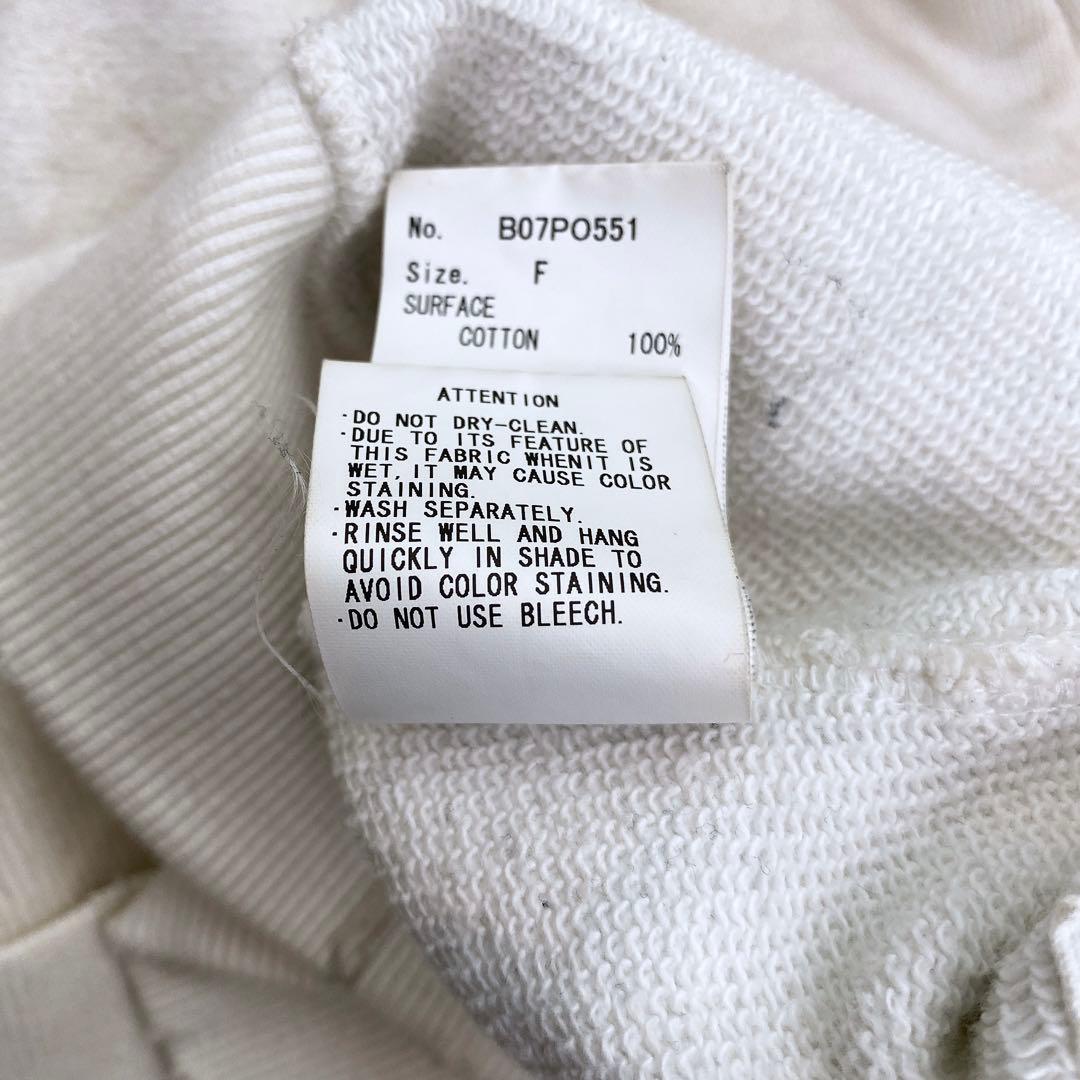 No. B07PO551
Size. F
SURFACE
COTTON 100%
ATTENTION
·DO NOT DRY-CLEAN.
·DUE TO ITS FEATURE OF
THIS FABRIC WHENIT IS
WET, IT MAY CAUSE COLOR
STAINING.
·WASH SEPARATELY.
·RINSE WELL AND HANG
QUICKLY IN SHADE TO
AVOID COLOR STAINING.
·DO NOT USE BLEECH.